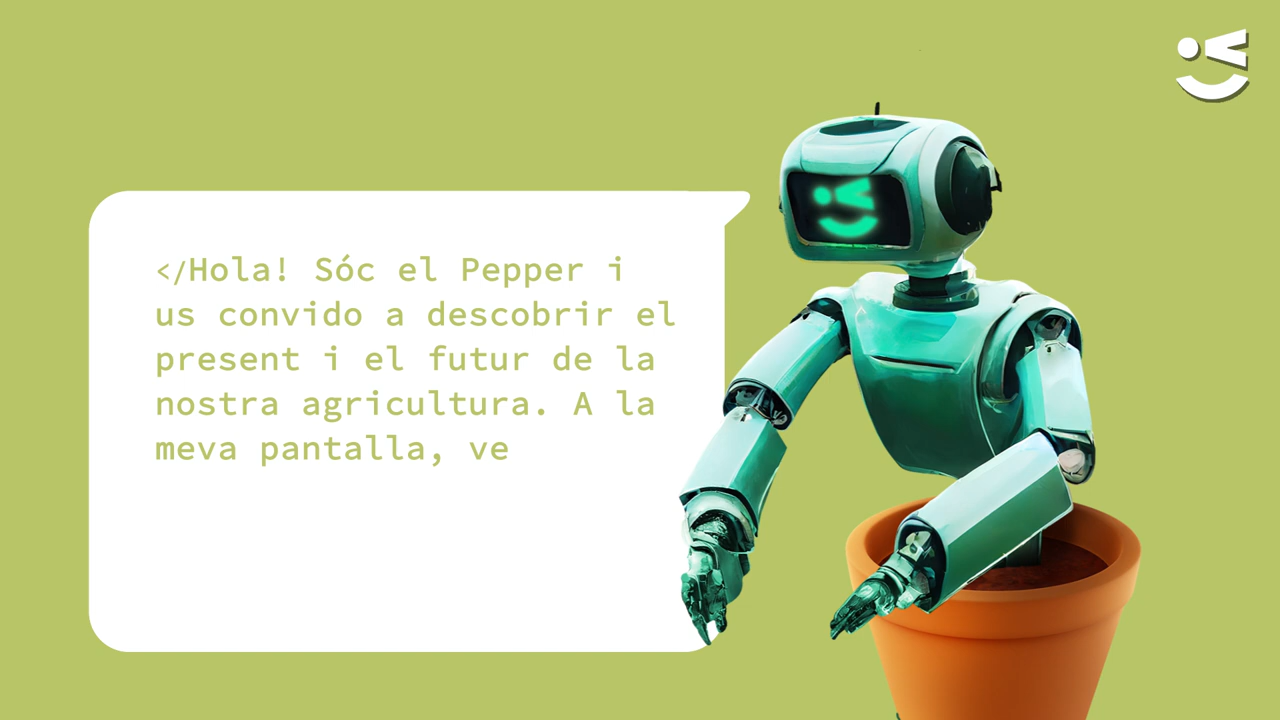 </Hola! Sóc el Pepper i
us convido a descobrir el
present i el futur de la
nostra agricultura. A la
meva pantalla, ve